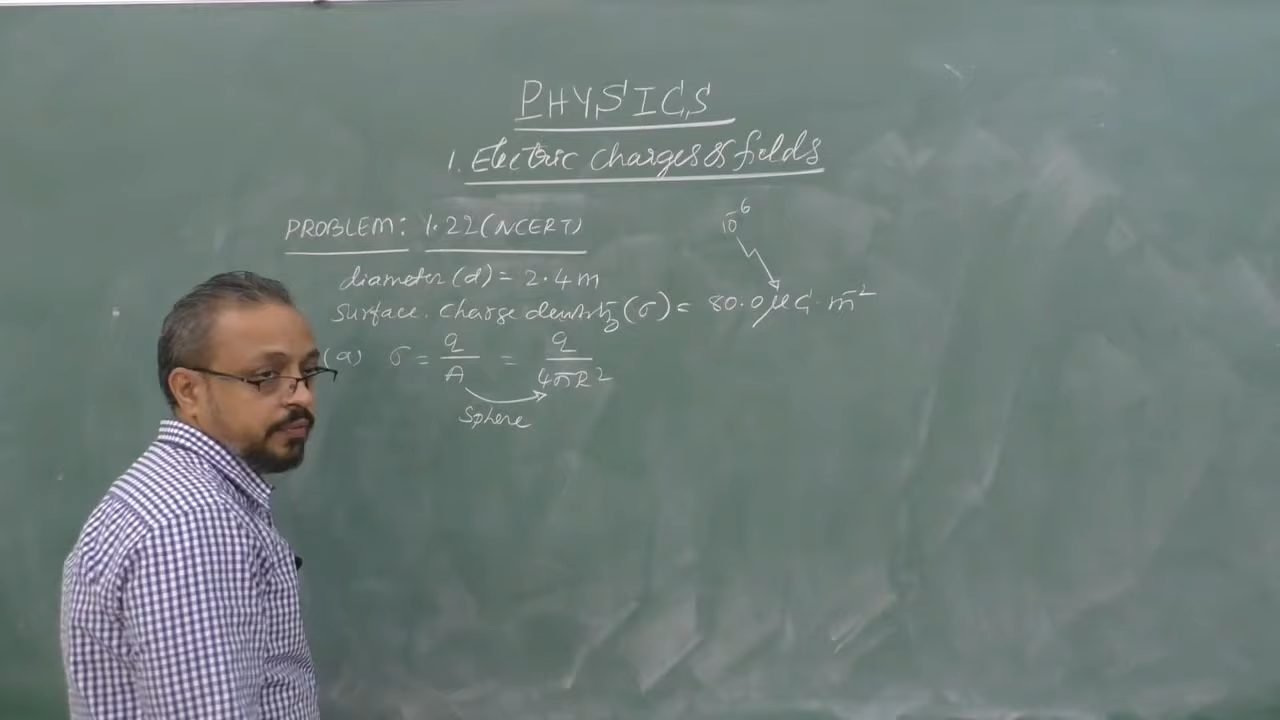 PHYSICS
1. Electric charges & fields
PROBLEM: 1.22 (NCERT)
10⁻⁶
diameter (d) = 2.4 m
Surface. charge density (σ) = 80.0 μC. m⁻²
(a) σ = q/A = q/4πR²
Sphere